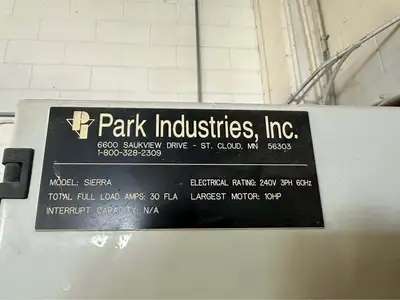 PI Park Industries, Inc.
6600 SAUKVIEW DRIVE - ST. CLOUD, MN 56303
1-800-328-2309
MODEL: SIERRA ELECTRICAL RATING: 240V 3PH 60Hz
TOTAL FULL LOAD AMPS: 30 FLA LARGEST MOTOR: 10HP
INTERRUPT CAPACITY: N/A